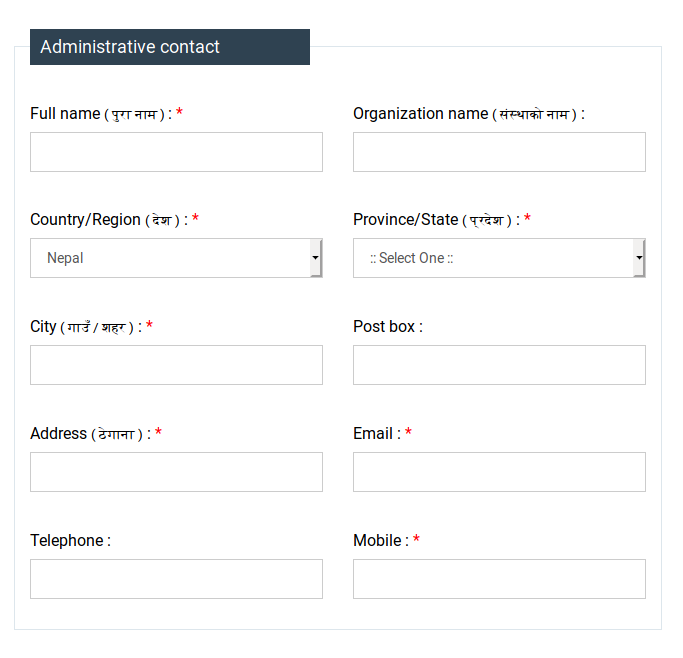 Administrative contact
Full name ( पुरा नाम ) : *
Organization name ( संस्थाको नाम ) :
Country/Region ( देश ) : *
Province/State ( प्रदेश ) : *
Nepal
:: Select One ::
City ( गाउँ / शहर ) : *
Post box :
Address ( ठेगाना ) : *
Email : *
Telephone :
Mobile : *